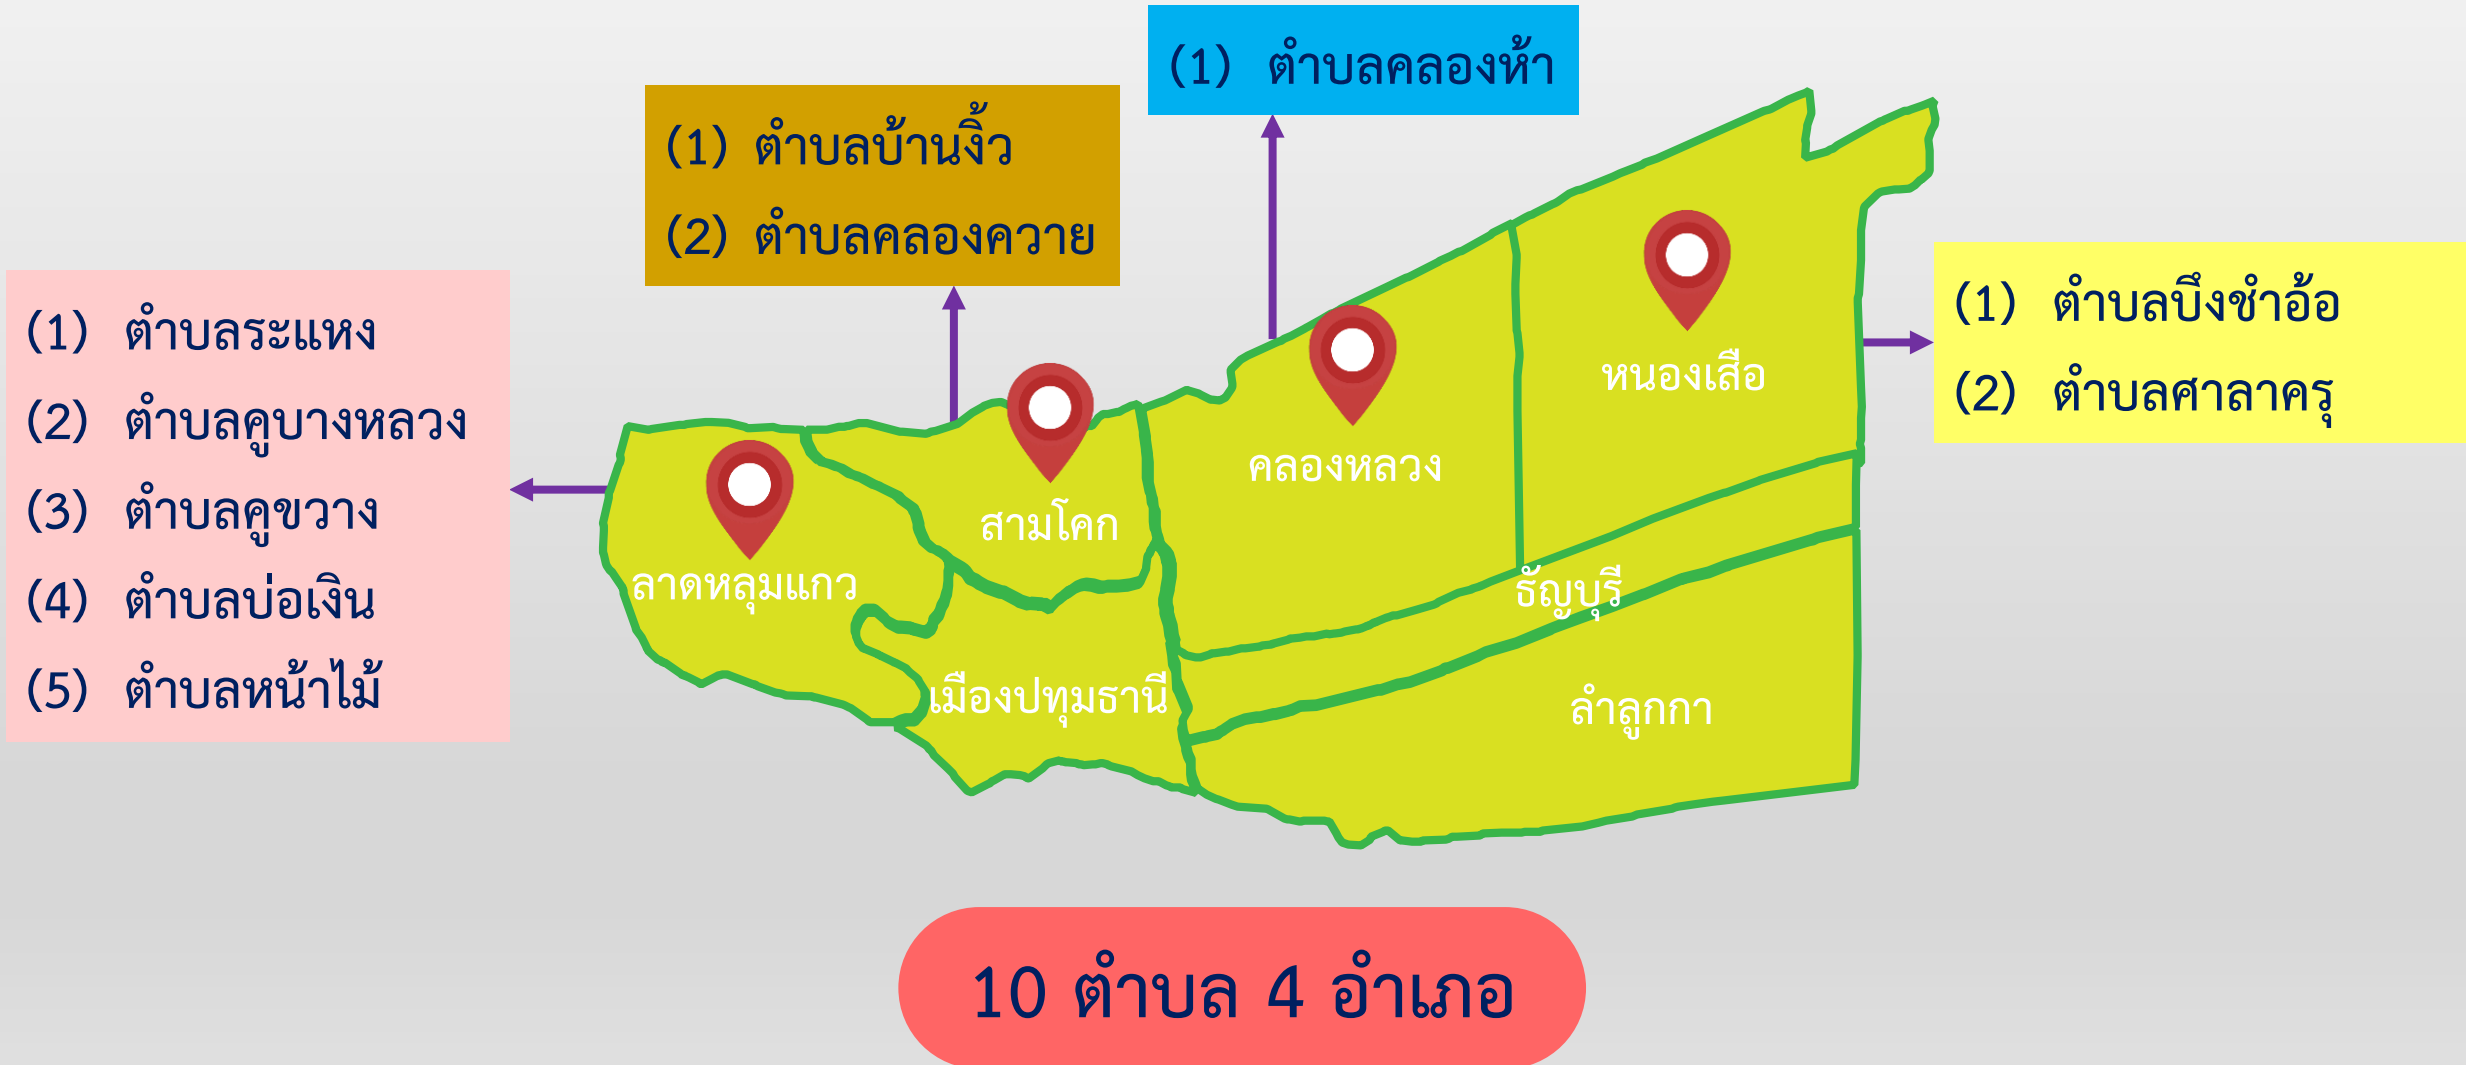 (1) ตำบลคลองห้า
(1) ตำบลบ้านงิ้ว
(2) ตำบลคลองควาย
(1) ตำบลระแหง
(2) ตำบลคูบางหลวง
(3) ตำบลคูขวาง
(4) ตำบลบ่อเงิน
(5) ตำบลหน้าไม้
(1) ตำบลบึงชำอ้อ
(2) ตำบลศาลาครุ
หนองเสือ
คลองหลวง
สามโคก
ลาดหลุมแกว
ธัญบุรี
เมืองปทุมธานี
ลำลูกกา
10 ตำบล 4 อำเภอ